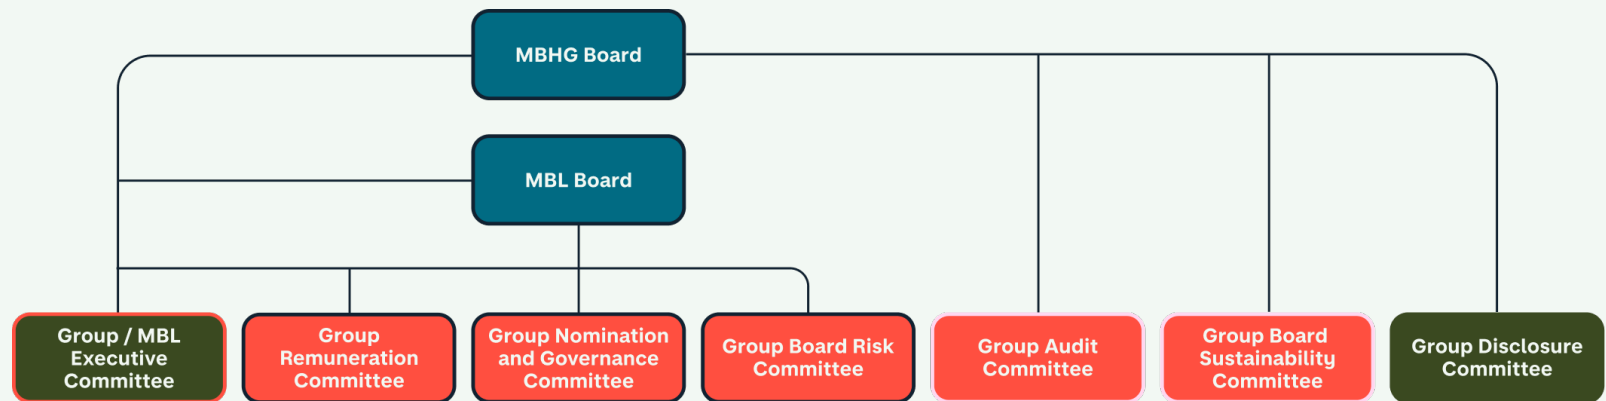 MBHG Board
MBL Board
Group / MBL
Executive
Committee
Group
Remuneration
Committee
Group Nomination
and Governance
Committee
Group Board Risk
Committee
Group Audit
Committee
Group Board
Sustainability
Committee
Group Disclosure
Committee